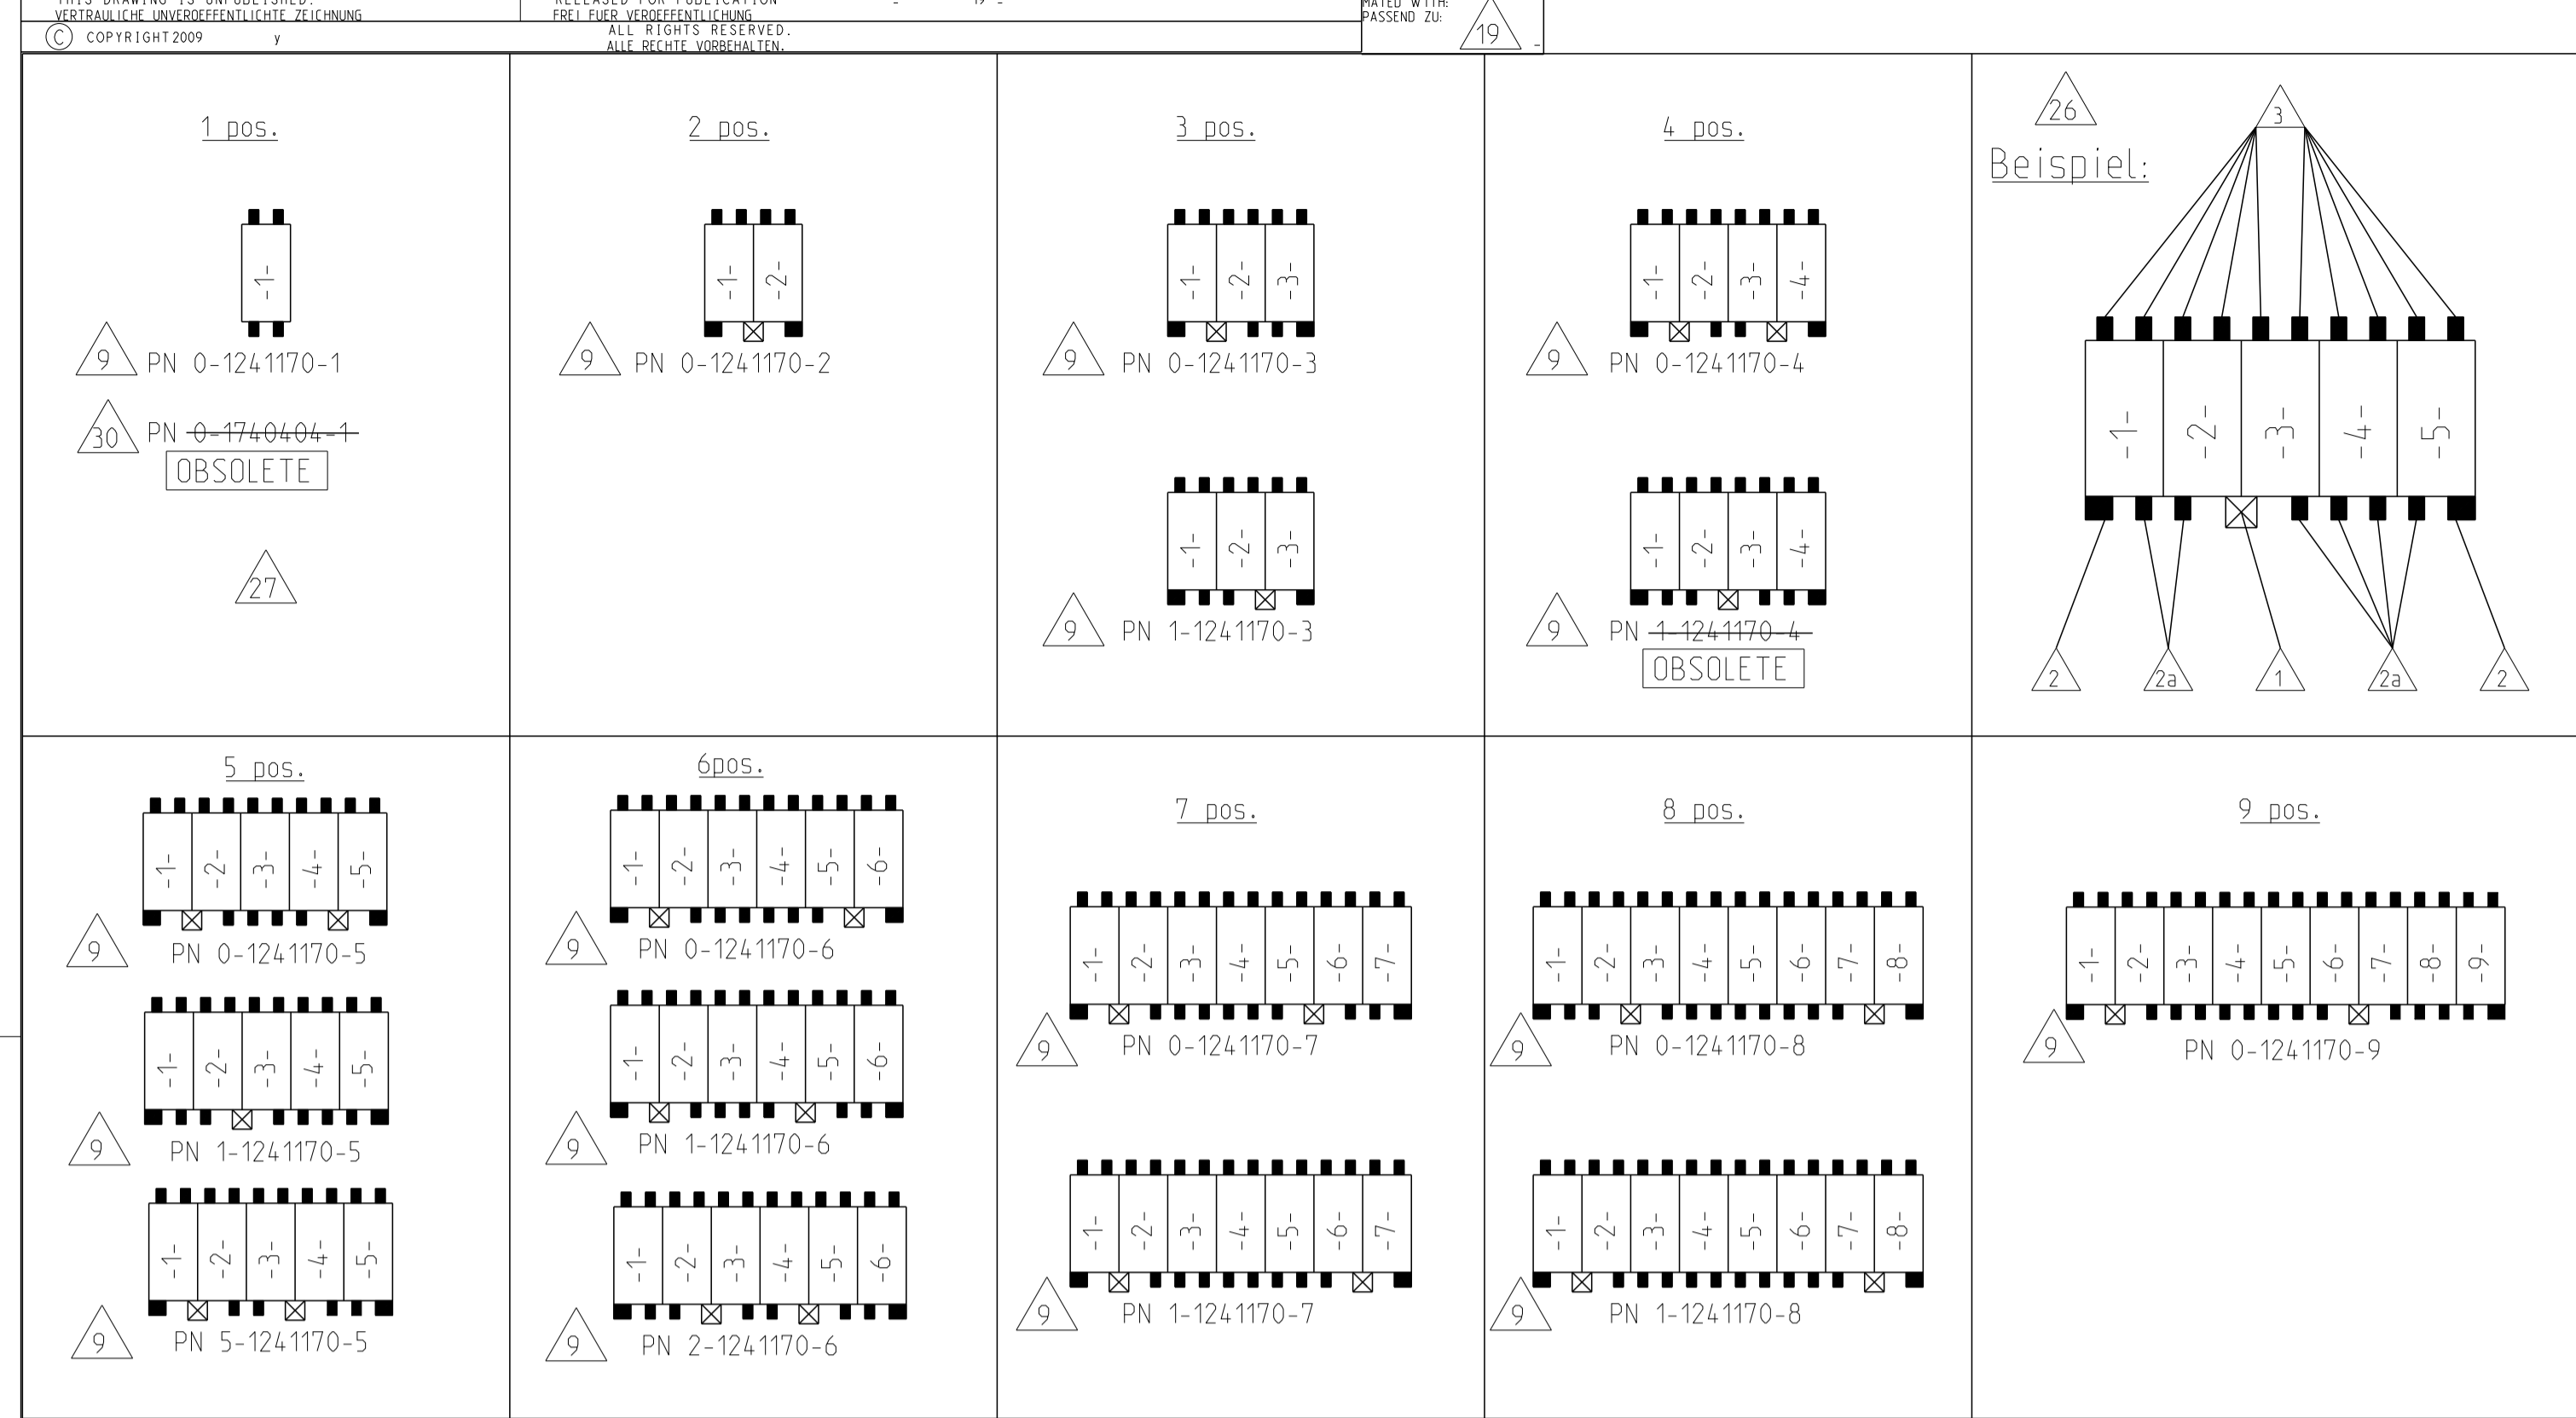 THIS DRAWING IS UNPUBLISHED.
VERTRAULICHE UNVEROEFFENTLICHTE ZEICHNUNG
RELEASED FOR PUBLICATION - 19 -
FREI FUER VEROEFFENTLICHUNG
© COPYRIGHT 2009 y
ALL RIGHTS RESERVED.
ALLE RECHTE VORBEHALTEN.
MATED WITH:
PASSEND ZU:
19 -
1 pos.
-1-
9 PN 0-1241170-1
30 PN 0-1740404-1
OBSOLETE
27
2 pos.
-1- -2-
9 PN 0-1241170-2
3 pos.
-1- -2- -3-
9 PN 0-1241170-3
-1- -2- -3-
9 PN 1-1241170-3
4 pos.
-1- -2- -3- -4-
9 PN 0-1241170-4
-1- -2- -3- -4-
9 PN 1-1241170-4
OBSOLETE
26 3
Beispiel:
-1- -2- -3- -4- -5-
2 2a 1 2a 2
5 pos.
-1- -2- -3- -4- -5-
9 PN 0-1241170-5
-1- -2- -3- -4- -5-
9 PN 1-1241170-5
-1- -2- -3- -4- -5-
9 PN 5-1241170-5
6pos.
-1- -2- -3- -4- -5- -6-
9 PN 0-1241170-6
-1- -2- -3- -4- -5- -6-
9 PN 1-1241170-6
-1- -2- -3- -4- -5- -6-
9 PN 2-1241170-6
7 pos.
-1- -2- -3- -4- -5- -6- -7-
9 PN 0-1241170-7
-1- -2- -3- -4- -5- -6- -7-
9 PN 1-1241170-7
8 pos.
-1- -2- -3- -4- -5- -6- -7- -8-
9 PN 0-1241170-8
-1- -2- -3- -4- -5- -6- -7- -8-
9 PN 1-1241170-8
9 pos.
-1- -2- -3- -4- -5- -6- -7- -8- -9-
9 PN 0-1241170-9